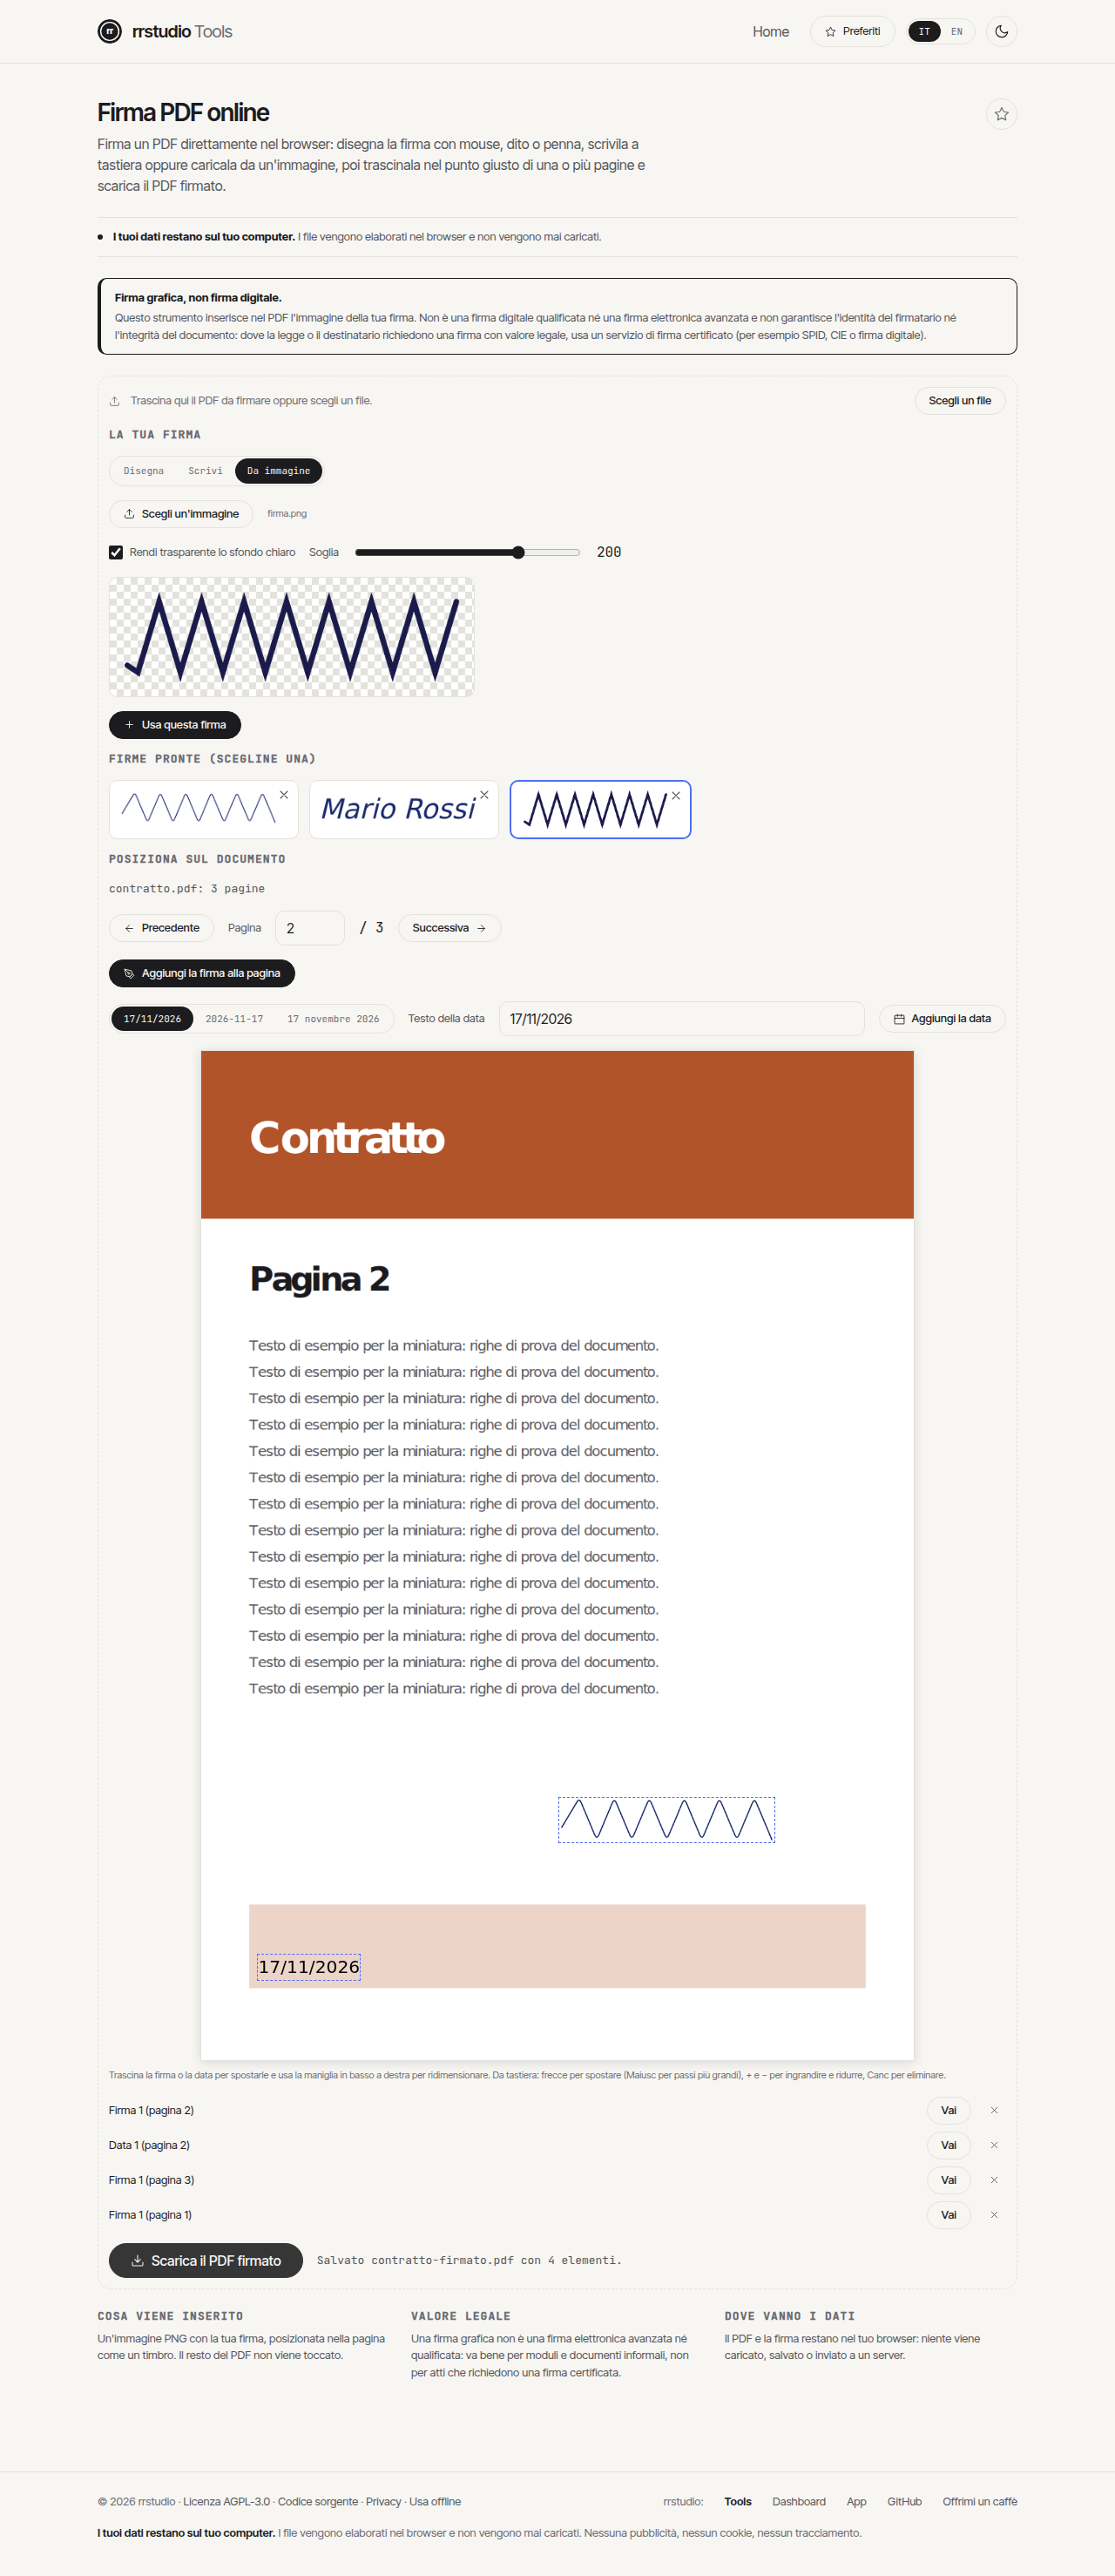 rr rrstudio Tools Home Preferiti IT EN
Firma PDF online
Firma un PDF direttamente nel browser: disegna la firma con mouse, dito o penna, scrivila a
tastiera oppure caricala da un'immagine, poi trascinala nel punto giusto di una o più pagine e
scarica il PDF firmato.
I tuoi dati restano sul tuo computer. I file vengono elaborati nel browser e non vengono mai caricati.
Firma grafica, non firma digitale.
Questo strumento inserisce nel PDF l'immagine della tua firma. Non è una firma digitale qualificata né una firma elettronica avanzata e non garantisce l'identità del firmatario né
l'integrità del documento: dove la legge o il destinatario richiedono una firma con valore legale, usa un servizio di firma certificato (per esempio SPID, CIE o firma digitale).
Trascina qui il PDF da firmare oppure scegli un file. Scegli un file
LA TUA FIRMA
Disegna Scrivi Da immagine
Scegli un'immagine firma.png
Rendi trasparente lo sfondo chiaro Soglia 200
Usa questa firma
FIRME PRONTE (SCEGLINE UNA)
Mario Rossi
POSIZIONA SUL DOCUMENTO
contratto.pdf: 3 pagine
Precedente Pagina 2 / 3 Successiva
Aggiungi la firma alla pagina
17/11/2026 2026-11-17 17 novembre 2026 Testo della data 17/11/2026 Aggiungi la data
Contratto
Pagina 2
Testo di esempio per la miniatura: righe di prova del documento.
Testo di esempio per la miniatura: righe di prova del documento.
Testo di esempio per la miniatura: righe di prova del documento.
Testo di esempio per la miniatura: righe di prova del documento.
Testo di esempio per la miniatura: righe di prova del documento.
Testo di esempio per la miniatura: righe di prova del documento.
Testo di esempio per la miniatura: righe di prova del documento.
Testo di esempio per la miniatura: righe di prova del documento.
Testo di esempio per la miniatura: righe di prova del documento.
Testo di esempio per la miniatura: righe di prova del documento.
Testo di esempio per la miniatura: righe di prova del documento.
Testo di esempio per la miniatura: righe di prova del documento.
Testo di esempio per la miniatura: righe di prova del documento.
Testo di esempio per la miniatura: righe di prova del documento.
17/11/2026
Trascina la firma o la data per spostarle e usa la maniglia in basso a destra per ridimensionare. Da tastiera: frecce per spostare (Maiusc per passi più grandi), + e − per ingrandire e ridurre, Canc per eliminare.
Firma 1 (pagina 2) Vai
Data 1 (pagina 2) Vai
Firma 1 (pagina 3) Vai
Firma 1 (pagina 1) Vai
Scarica il PDF firmato Salvato contratto-firmato.pdf con 4 elementi.
COSA VIENE INSERITO
Un'immagine PNG con la tua firma, posizionata nella pagina
come un timbro. Il resto del PDF non viene toccato.
VALORE LEGALE
Una firma grafica non è una firma elettronica avanzata né
qualificata: va bene per moduli e documenti informali, non
per atti che richiedono una firma certificata.
DOVE VANNO I DATI
Il PDF e la firma restano nel tuo browser: niente viene
caricato, salvato o inviato a un server.
© 2026 rrstudio · Licenza AGPL-3.0 · Codice sorgente · Privacy · Usa offline rrstudio: Tools Dashboard App GitHub Offrimi un caffè
I tuoi dati restano sul tuo computer. I file vengono elaborati nel browser e non vengono mai caricati. Nessuna pubblicità, nessun cookie, nessun tracciamento.